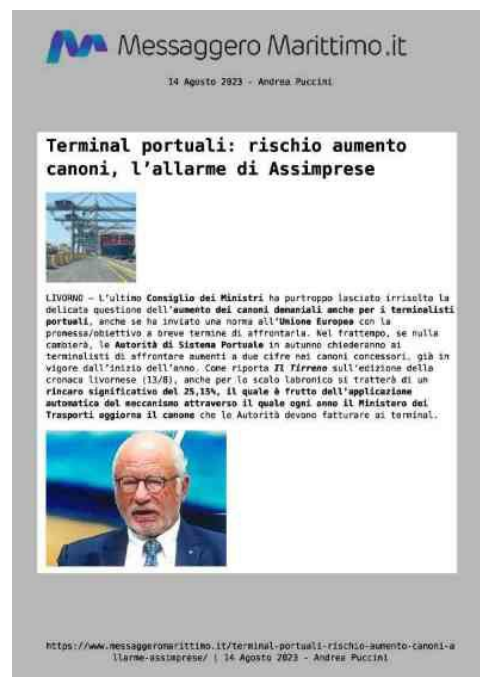 Messaggero Marittimo.it
14 Agosto 2023 - Andrea Puccini
Terminal portuali: rischio aumento
canoni, l'allarme di Assimprese
LIVORNO – L'ultimo Consiglio dei Ministri ha purtroppo lasciato irrisolto la
delicata questione dell'aumento dei canoni demaniali anche per i terminalisti
portuali, anche se ha inviato una norma all'Unione Europea con la
promessa/obiettivo a breve termine di affrontarla. Nel frattempo, se nulla
cambierà, le Autorità di Sistema Portuale in autunno chiederanno ai
terminalisti di affrontare aumenti a due cifre nei canoni concessori, già in
vigore dall'inizio dell'anno. Come riporta Il Tirreno sull'edizione della
cronaca livornese (13/8), anche per lo scalo labronico si tratterà di un
rincaro significativo del 25,15%, il quale è frutto dell'applicazione
automatica del meccanismo attraverso il quale ogni anno il Ministero dei
Trasporti aggiorna il canone che le Autorità devono fatturare ai terminal.
https://www.messaggeromarittimo.it/terminal-portuali-rischio-aumento-canoni-a
llarme-assimprese/ | 14 Agosto 2023 - Andrea Puccini